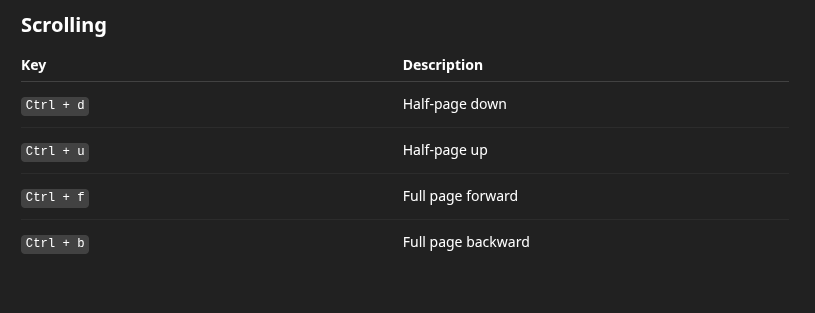 Scrolling
Key Description
Ctrl + d Half-page down
Ctrl + u Half-page up
Ctrl + f Full page forward
Ctrl + b Full page backward